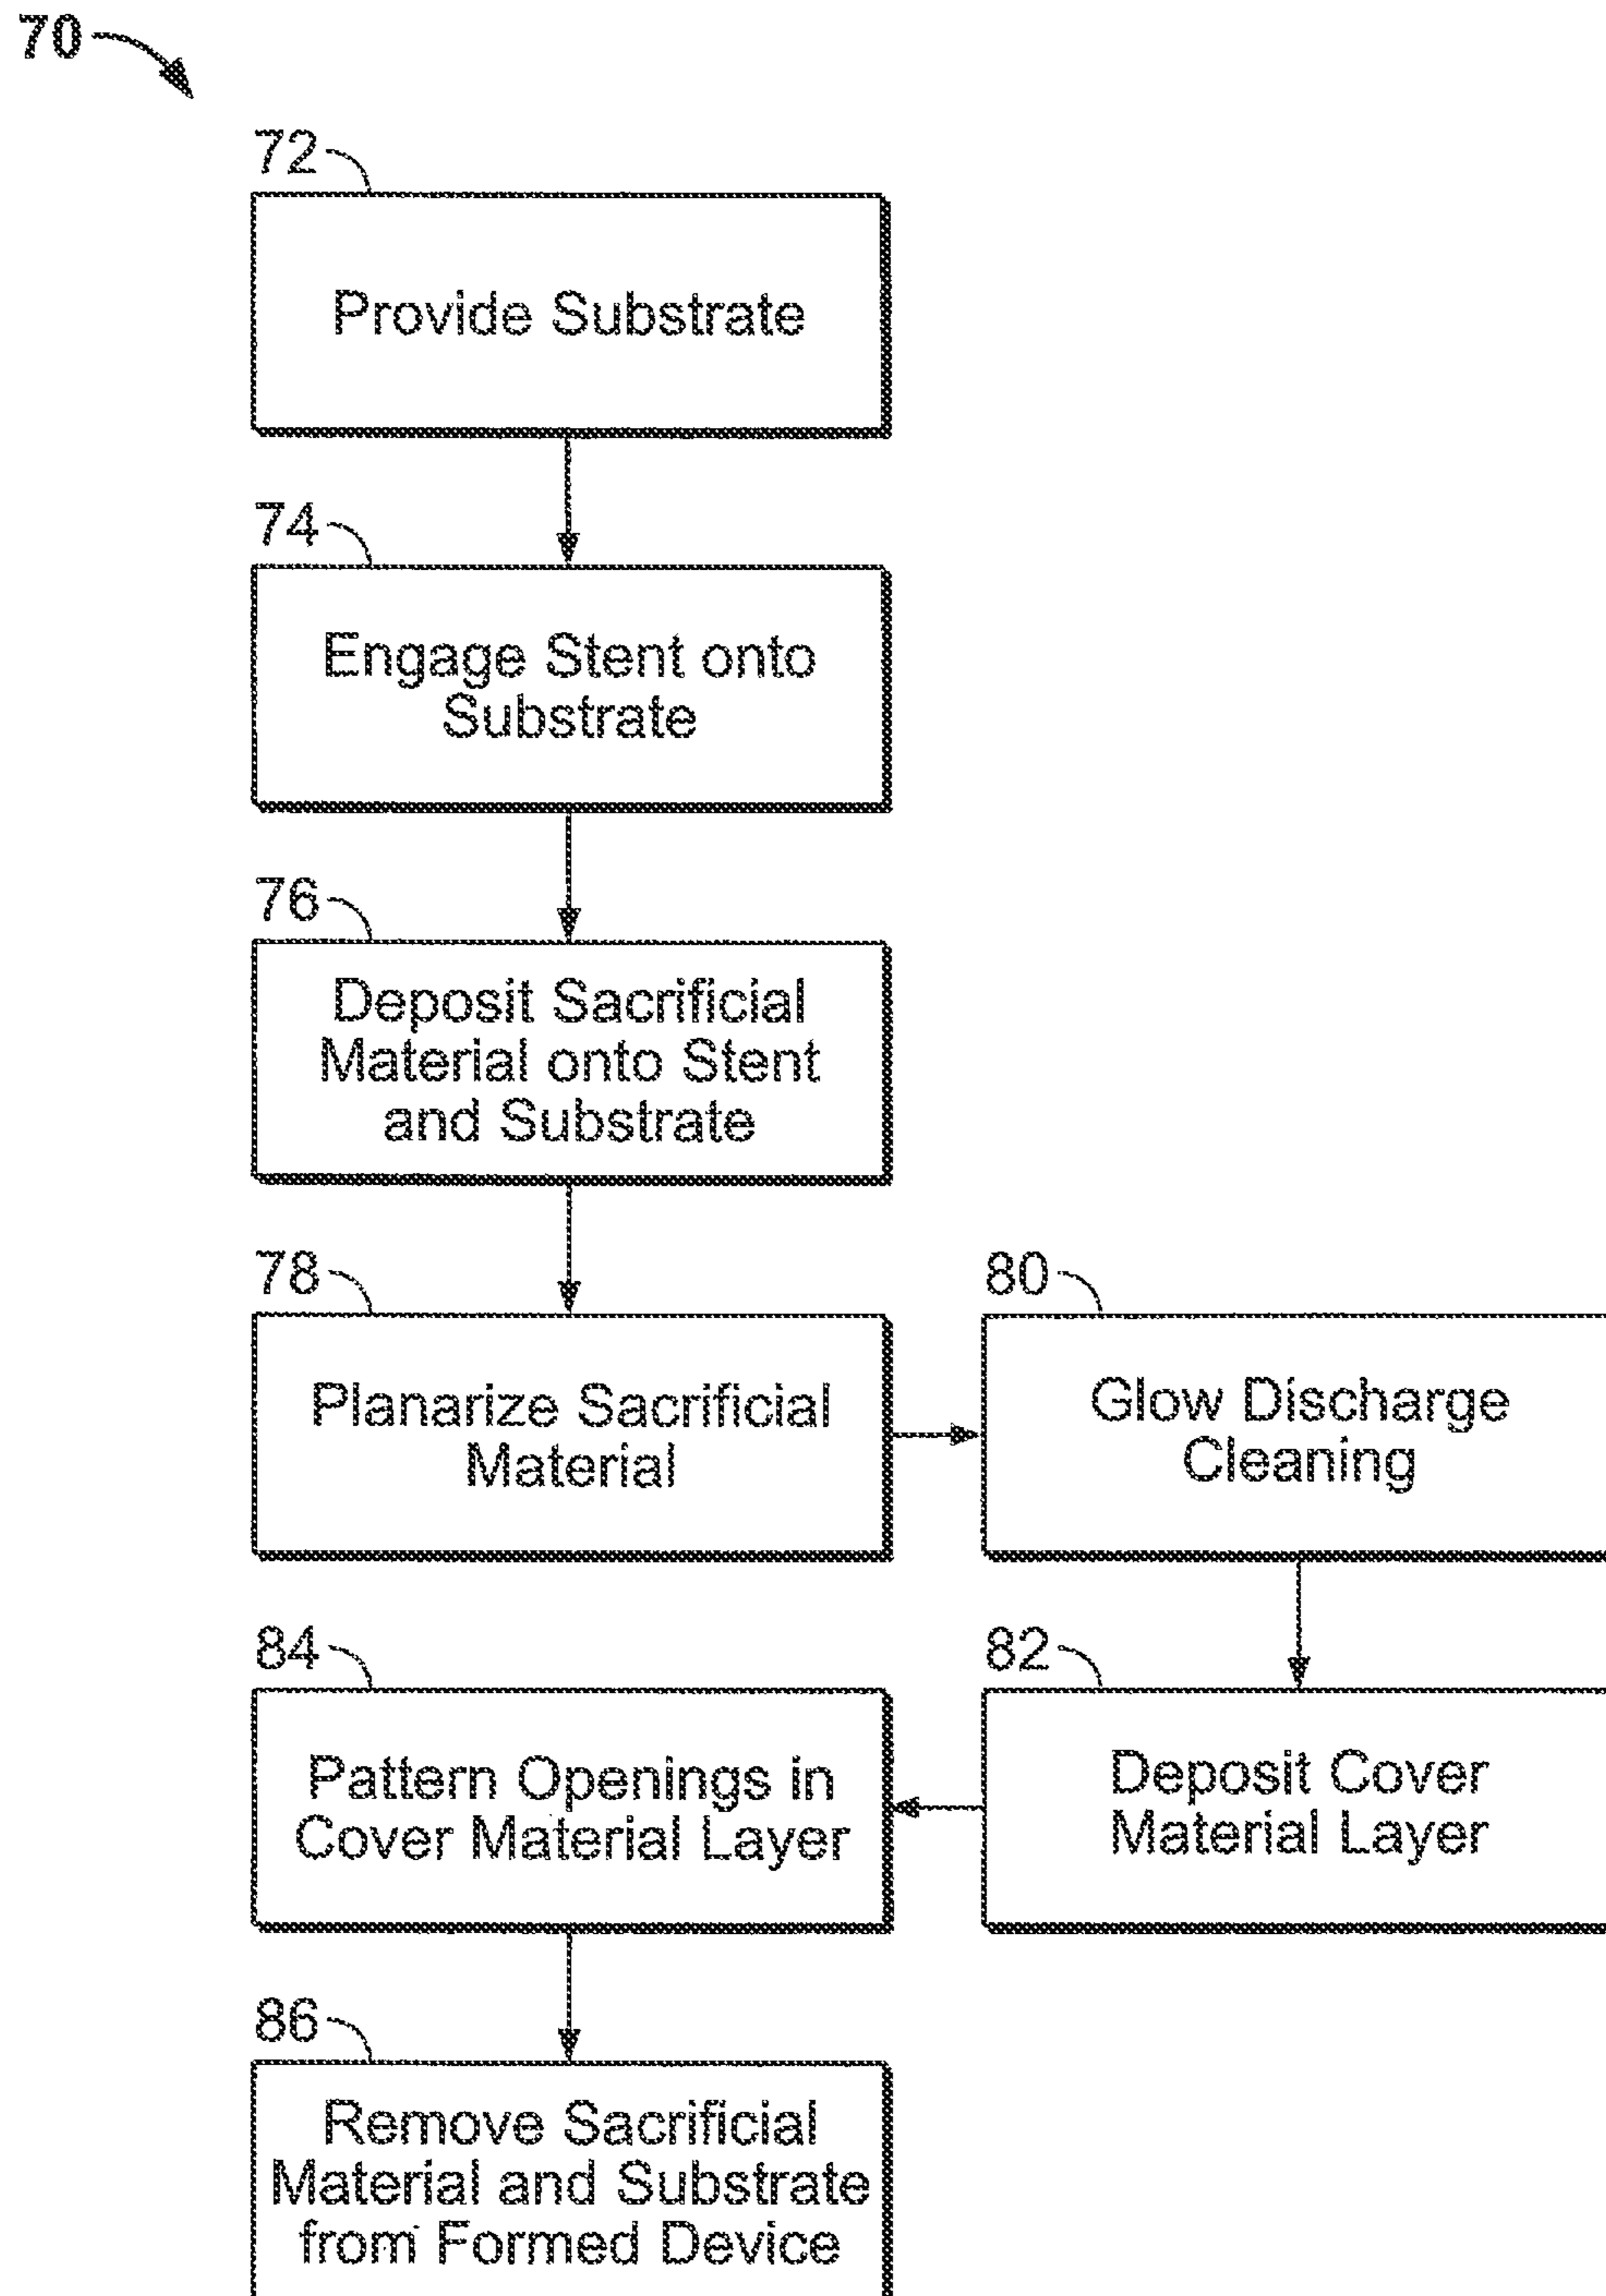 70
72
Provide Substrate
74
Engage Stent onto
Substrate
76
Deposit Sacrificial
Material onto Stent
and Substrate
78
Planarize Sacrificial
Material
80
Glow Discharge
Cleaning
82
Deposit Cover
Material Layer
84
Pattern Openings in
Cover Material Layer
86
Remove Sacrificial
Material and Substrate
from Formed Device